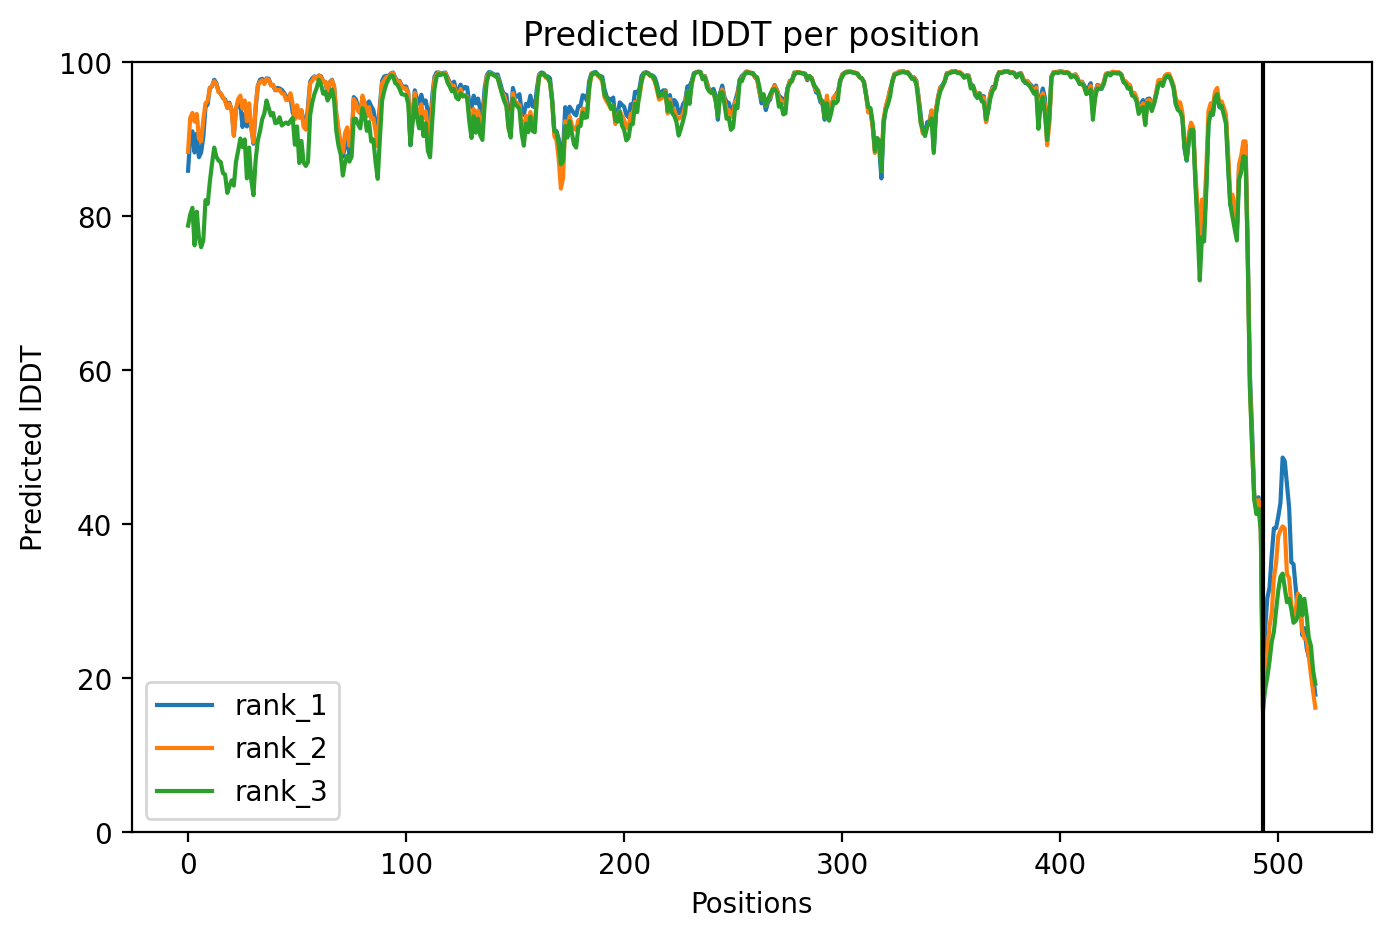 Predicted lDDT per position
100
80
60
40
20
0
Predicted lDDT
rank_1
rank_2
rank_3
0 100 200 300 400 500
Positions